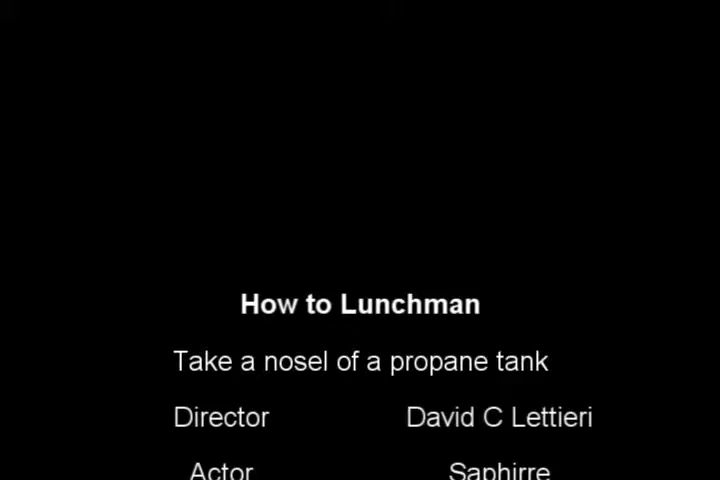 How to Lunchman
Take a nosel of a propane tank
Director David C Lettieri
Actor Saphirre